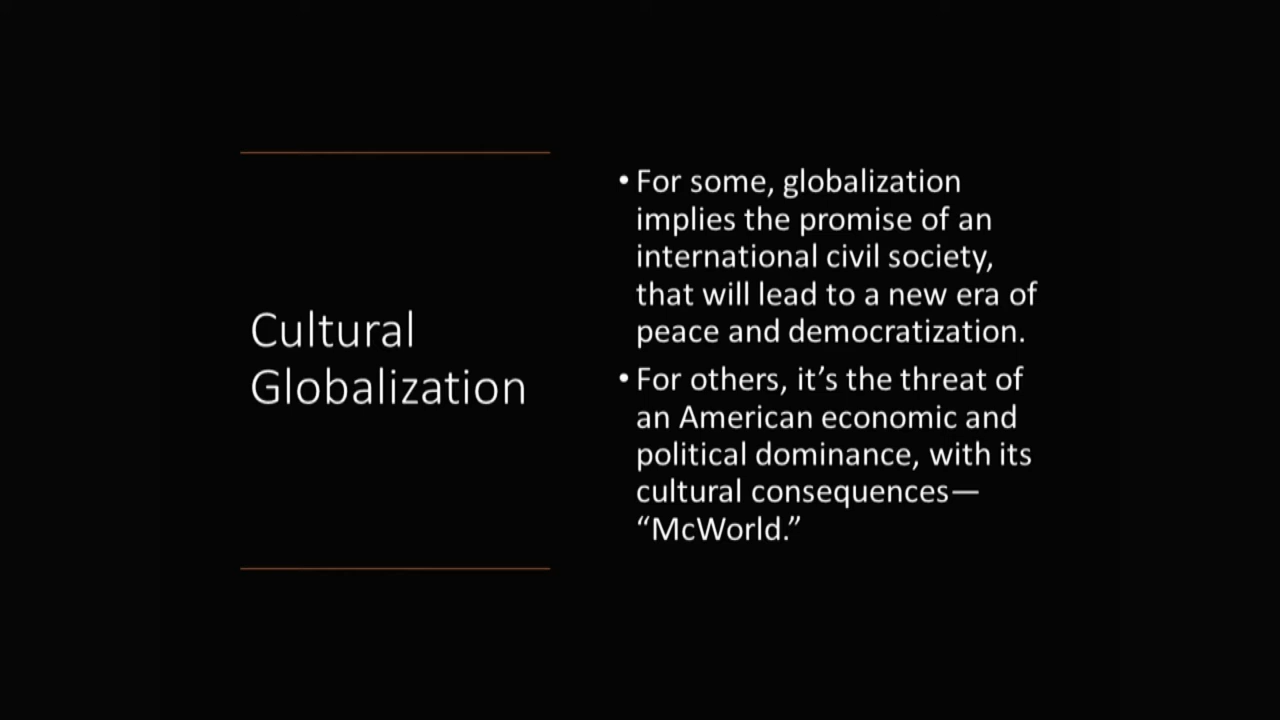 Cultural
Globalization
• For some, globalization
implies the promise of an
international civil society,
that will lead to a new era of
peace and democratization.
• For others, it’s the threat of
an American economic and
political dominance, with its
cultural consequences—
“McWorld.”